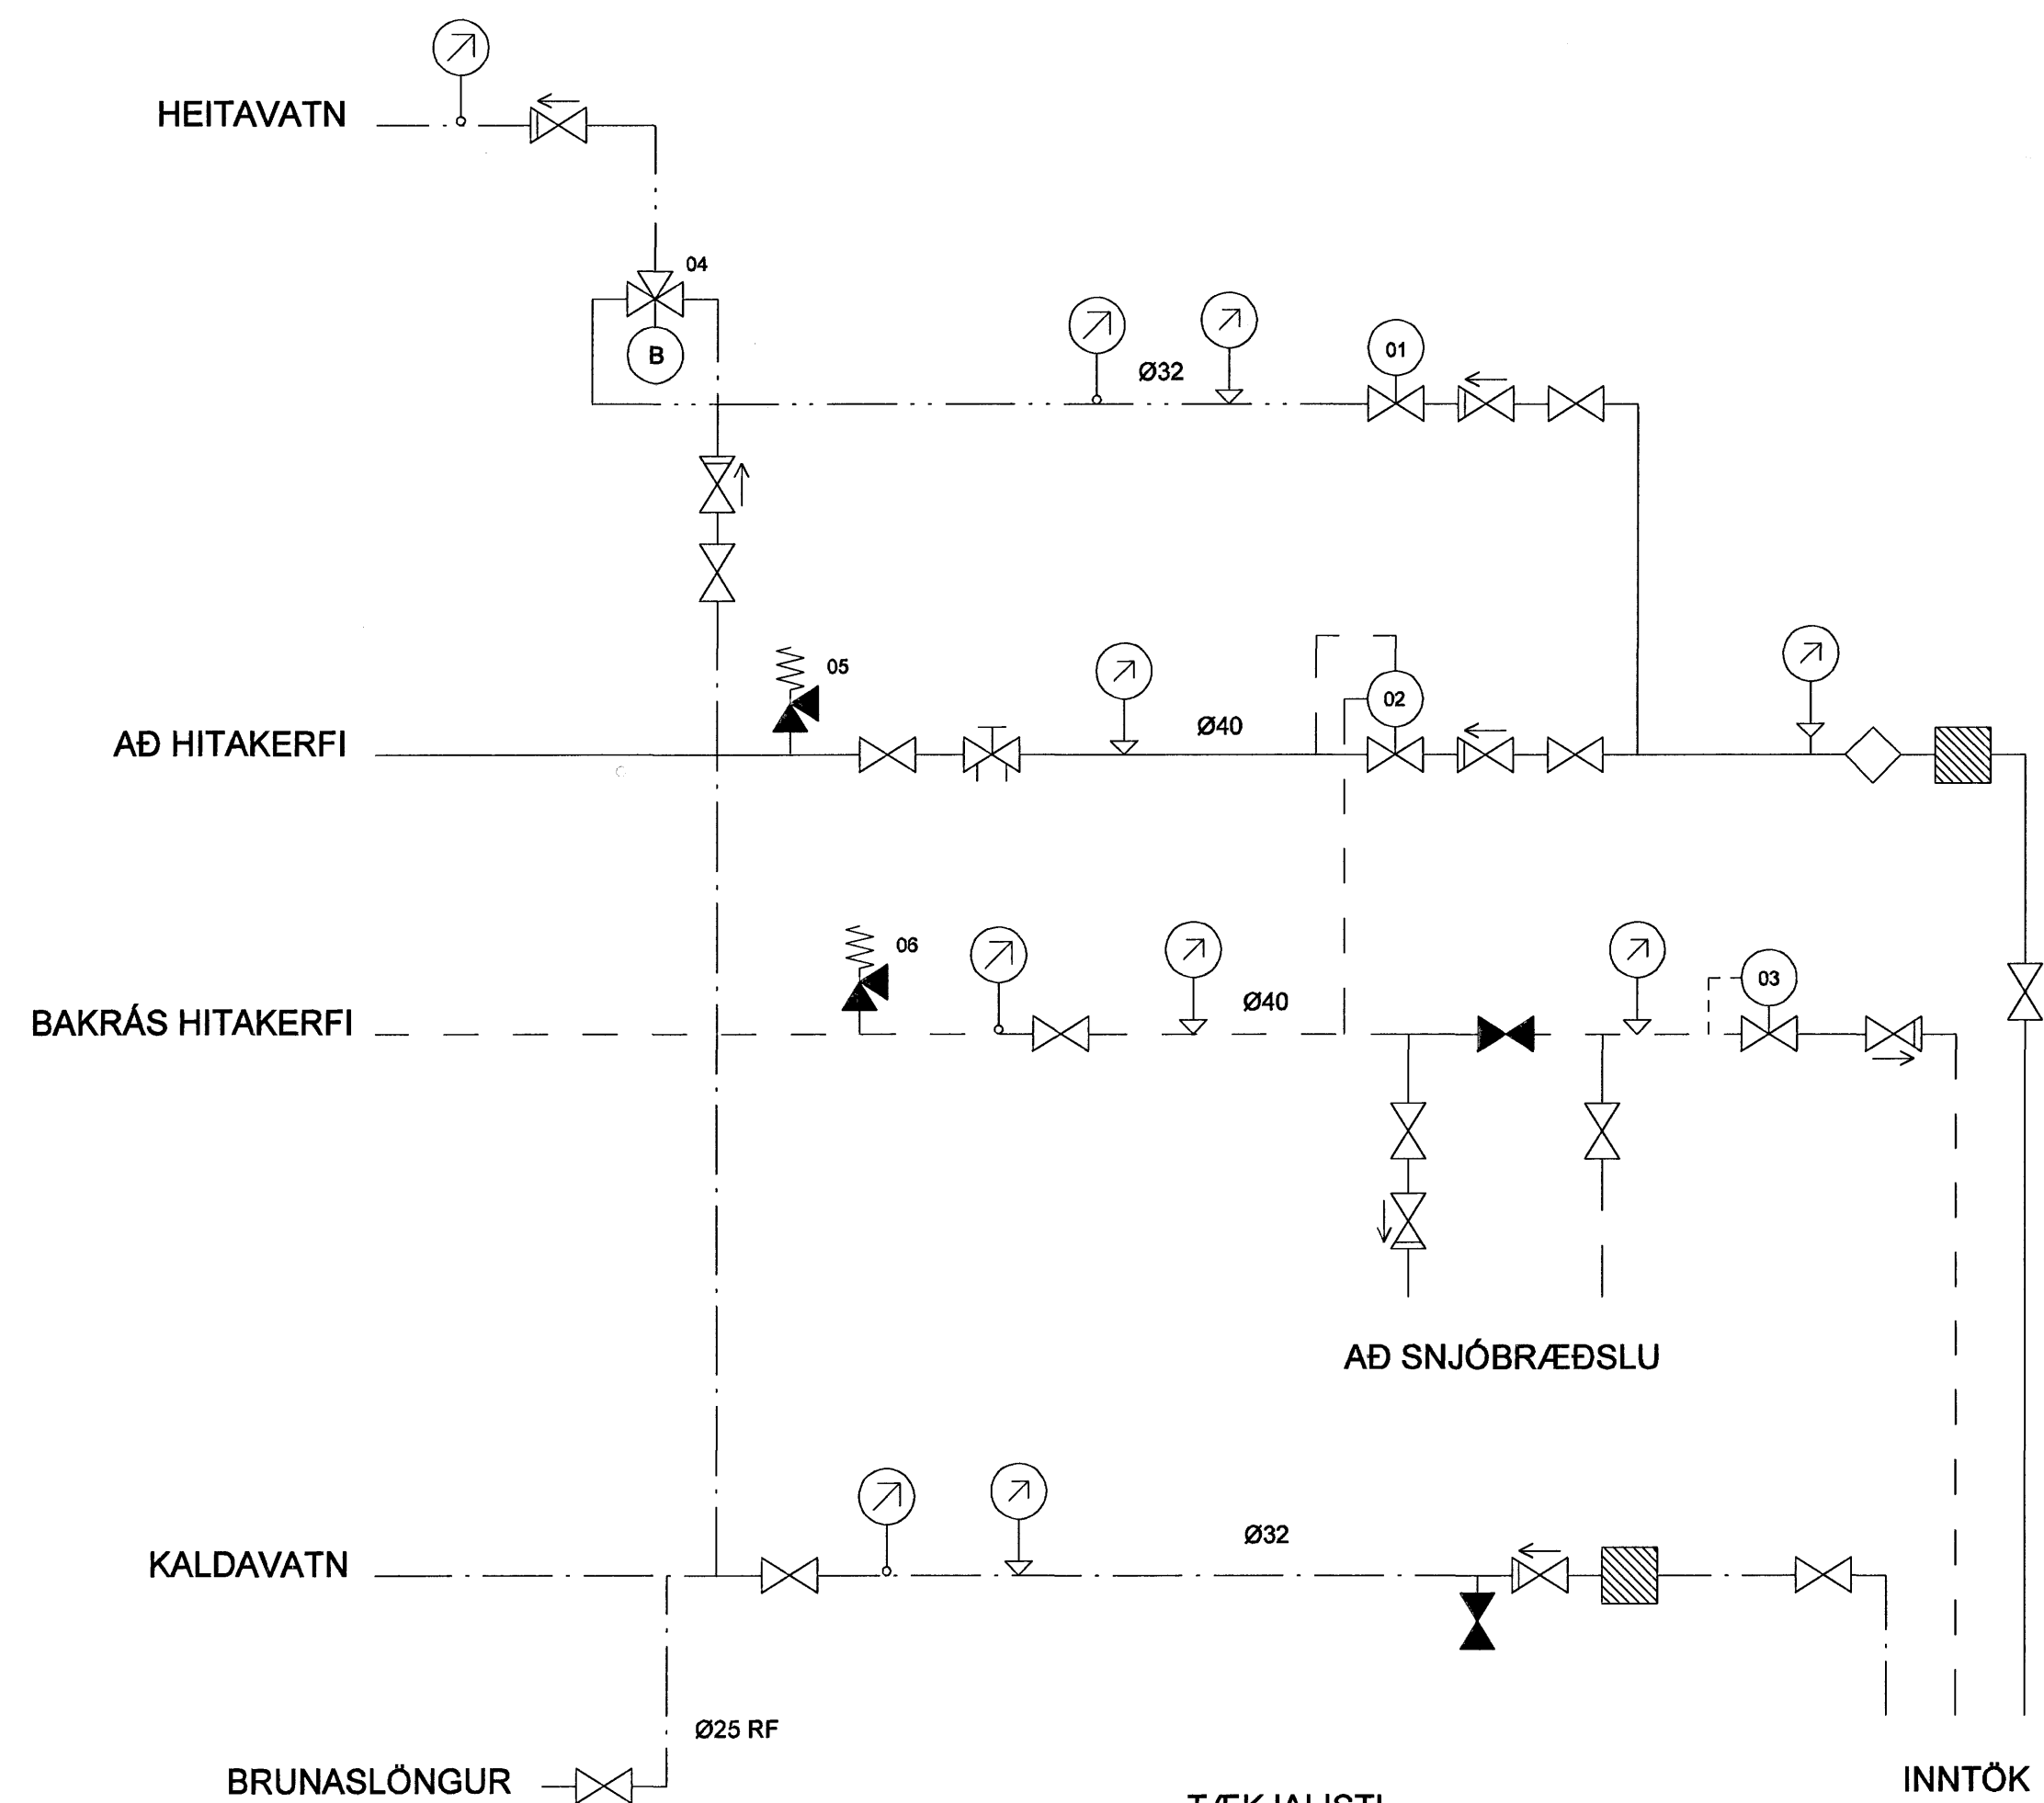 HEITAVATN
04
B
Ø32
01
05
AÐ HITAKERFI
Ø40
02
06
BAKRÁS HITAKERFI
Ø40
03
AÐ SNJÓBRÆÐSLU
KALDAVATN
Ø32
Ø25 RF
BRUNASLÖNGUR
INNTÖK
TÆKJALISTI